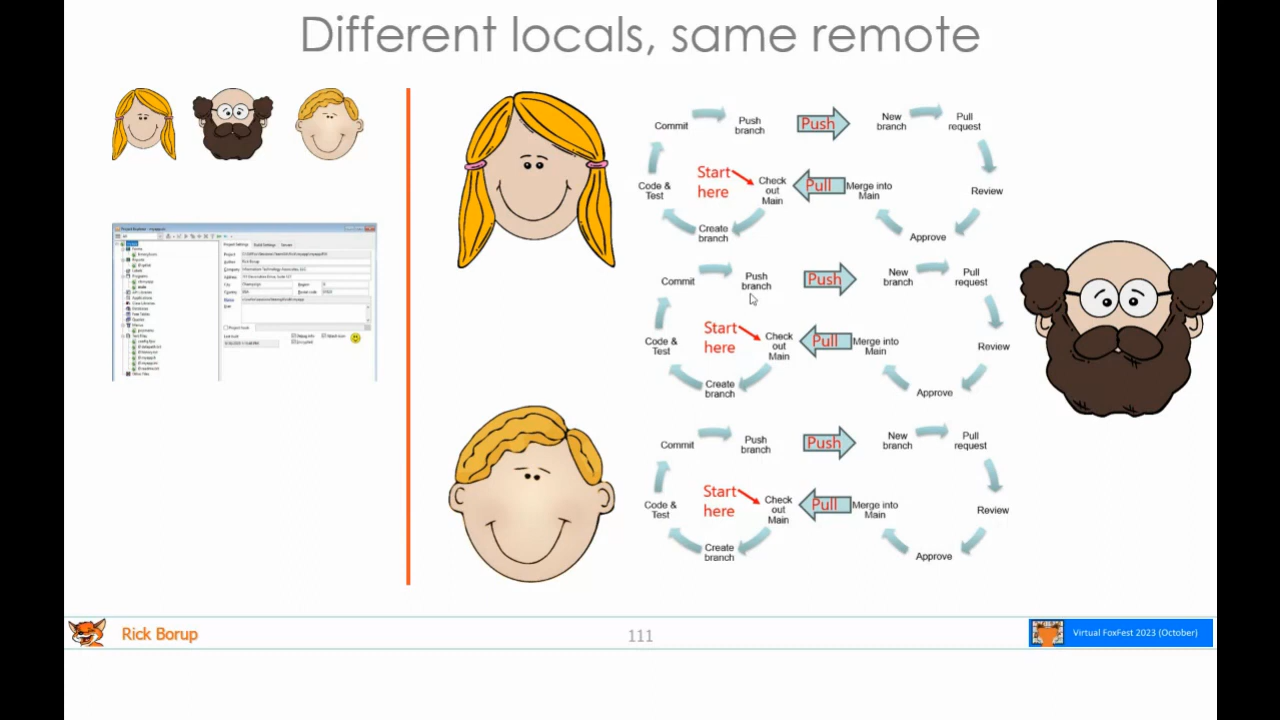 Different locals, same remote
Commit
Push
branch
Push
New
branch
Pull
request
Code &
Test
Start
here
Check
out
Main
Pull
Merge into
Main
Review
Create
branch
Approve
Commit
Push
branch
Push
New
branch
Pull
request
Code &
Test
Start
here
Check
out
Main
Pull
Merge into
Main
Review
Create
branch
Approve
Commit
Push
branch
Push
New
branch
Pull
request
Code &
Test
Start
here
Check
out
Main
Pull
Merge into
Main
Review
Create
branch
Approve
Rick Borup
111
Virtual FoxFest 2023 (October)